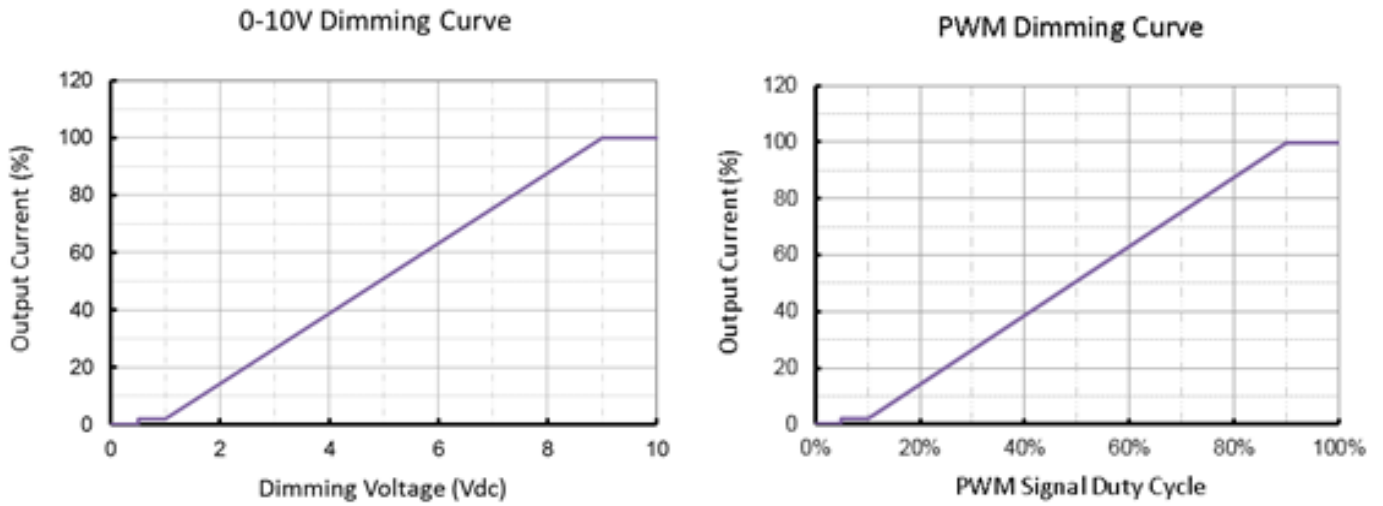 0-10V Dimming Curve
120
100
80
60
40
20
0
Output Current (%)
0 2 4 6 8 10
Dimming Voltage (Vdc)
PWM Dimming Curve
120
100
80
60
40
20
0
Output Current(%)
0% 20% 40% 60% 80% 100%
PWM Signal Duty Cycle